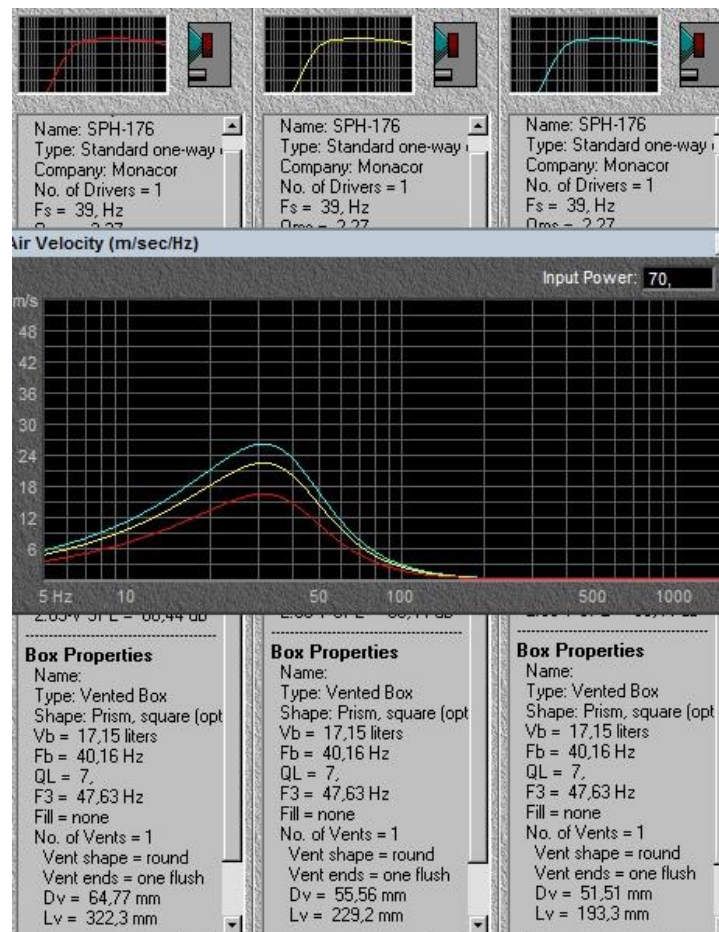 Name: SPH-176
Type: Standard one-way
Company: Monacor
No. of Drivers = 1
Fs = 39, Hz
Qms = 2,27
Name: SPH-176
Type: Standard one-way
Company: Monacor
No. of Drivers = 1
Fs = 39, Hz
Qms = 2,27
Name: SPH-176
Type: Standard one-way
Company: Monacor
No. of Drivers = 1
Fs = 39, Hz
Qms = 2,27
Air Velocity (m/sec/Hz)
Input Power: 70,
m/s
48
42
36
30
24
18
12
6
5 Hz 10 50 100 500 1000
Box Properties
Name:
Type: Vented Box
Shape: Prism, square (opt
Vb = 17,15 liters
Fb = 40,16 Hz
QL = 7,
F3 = 47,63 Hz
Fill = none
No. of Vents = 1
Vent shape = round
Vent ends = one flush
Dv = 64,77 mm
Lv = 322,3 mm
Box Properties
Name:
Type: Vented Box
Shape: Prism, square (opt
Vb = 17,15 liters
Fb = 40,16 Hz
QL = 7,
F3 = 47,63 Hz
Fill = none
No. of Vents = 1
Vent shape = round
Vent ends = one flush
Dv = 55,56 mm
Lv = 229,2 mm
Box Properties
Name:
Type: Vented Box
Shape: Prism, square (opt
Vb = 17,15 liters
Fb = 40,16 Hz
QL = 7,
F3 = 47,63 Hz
Fill = none
No. of Vents = 1
Vent shape = round
Vent ends = one flush
Dv = 51,51 mm
Lv = 193,3 mm